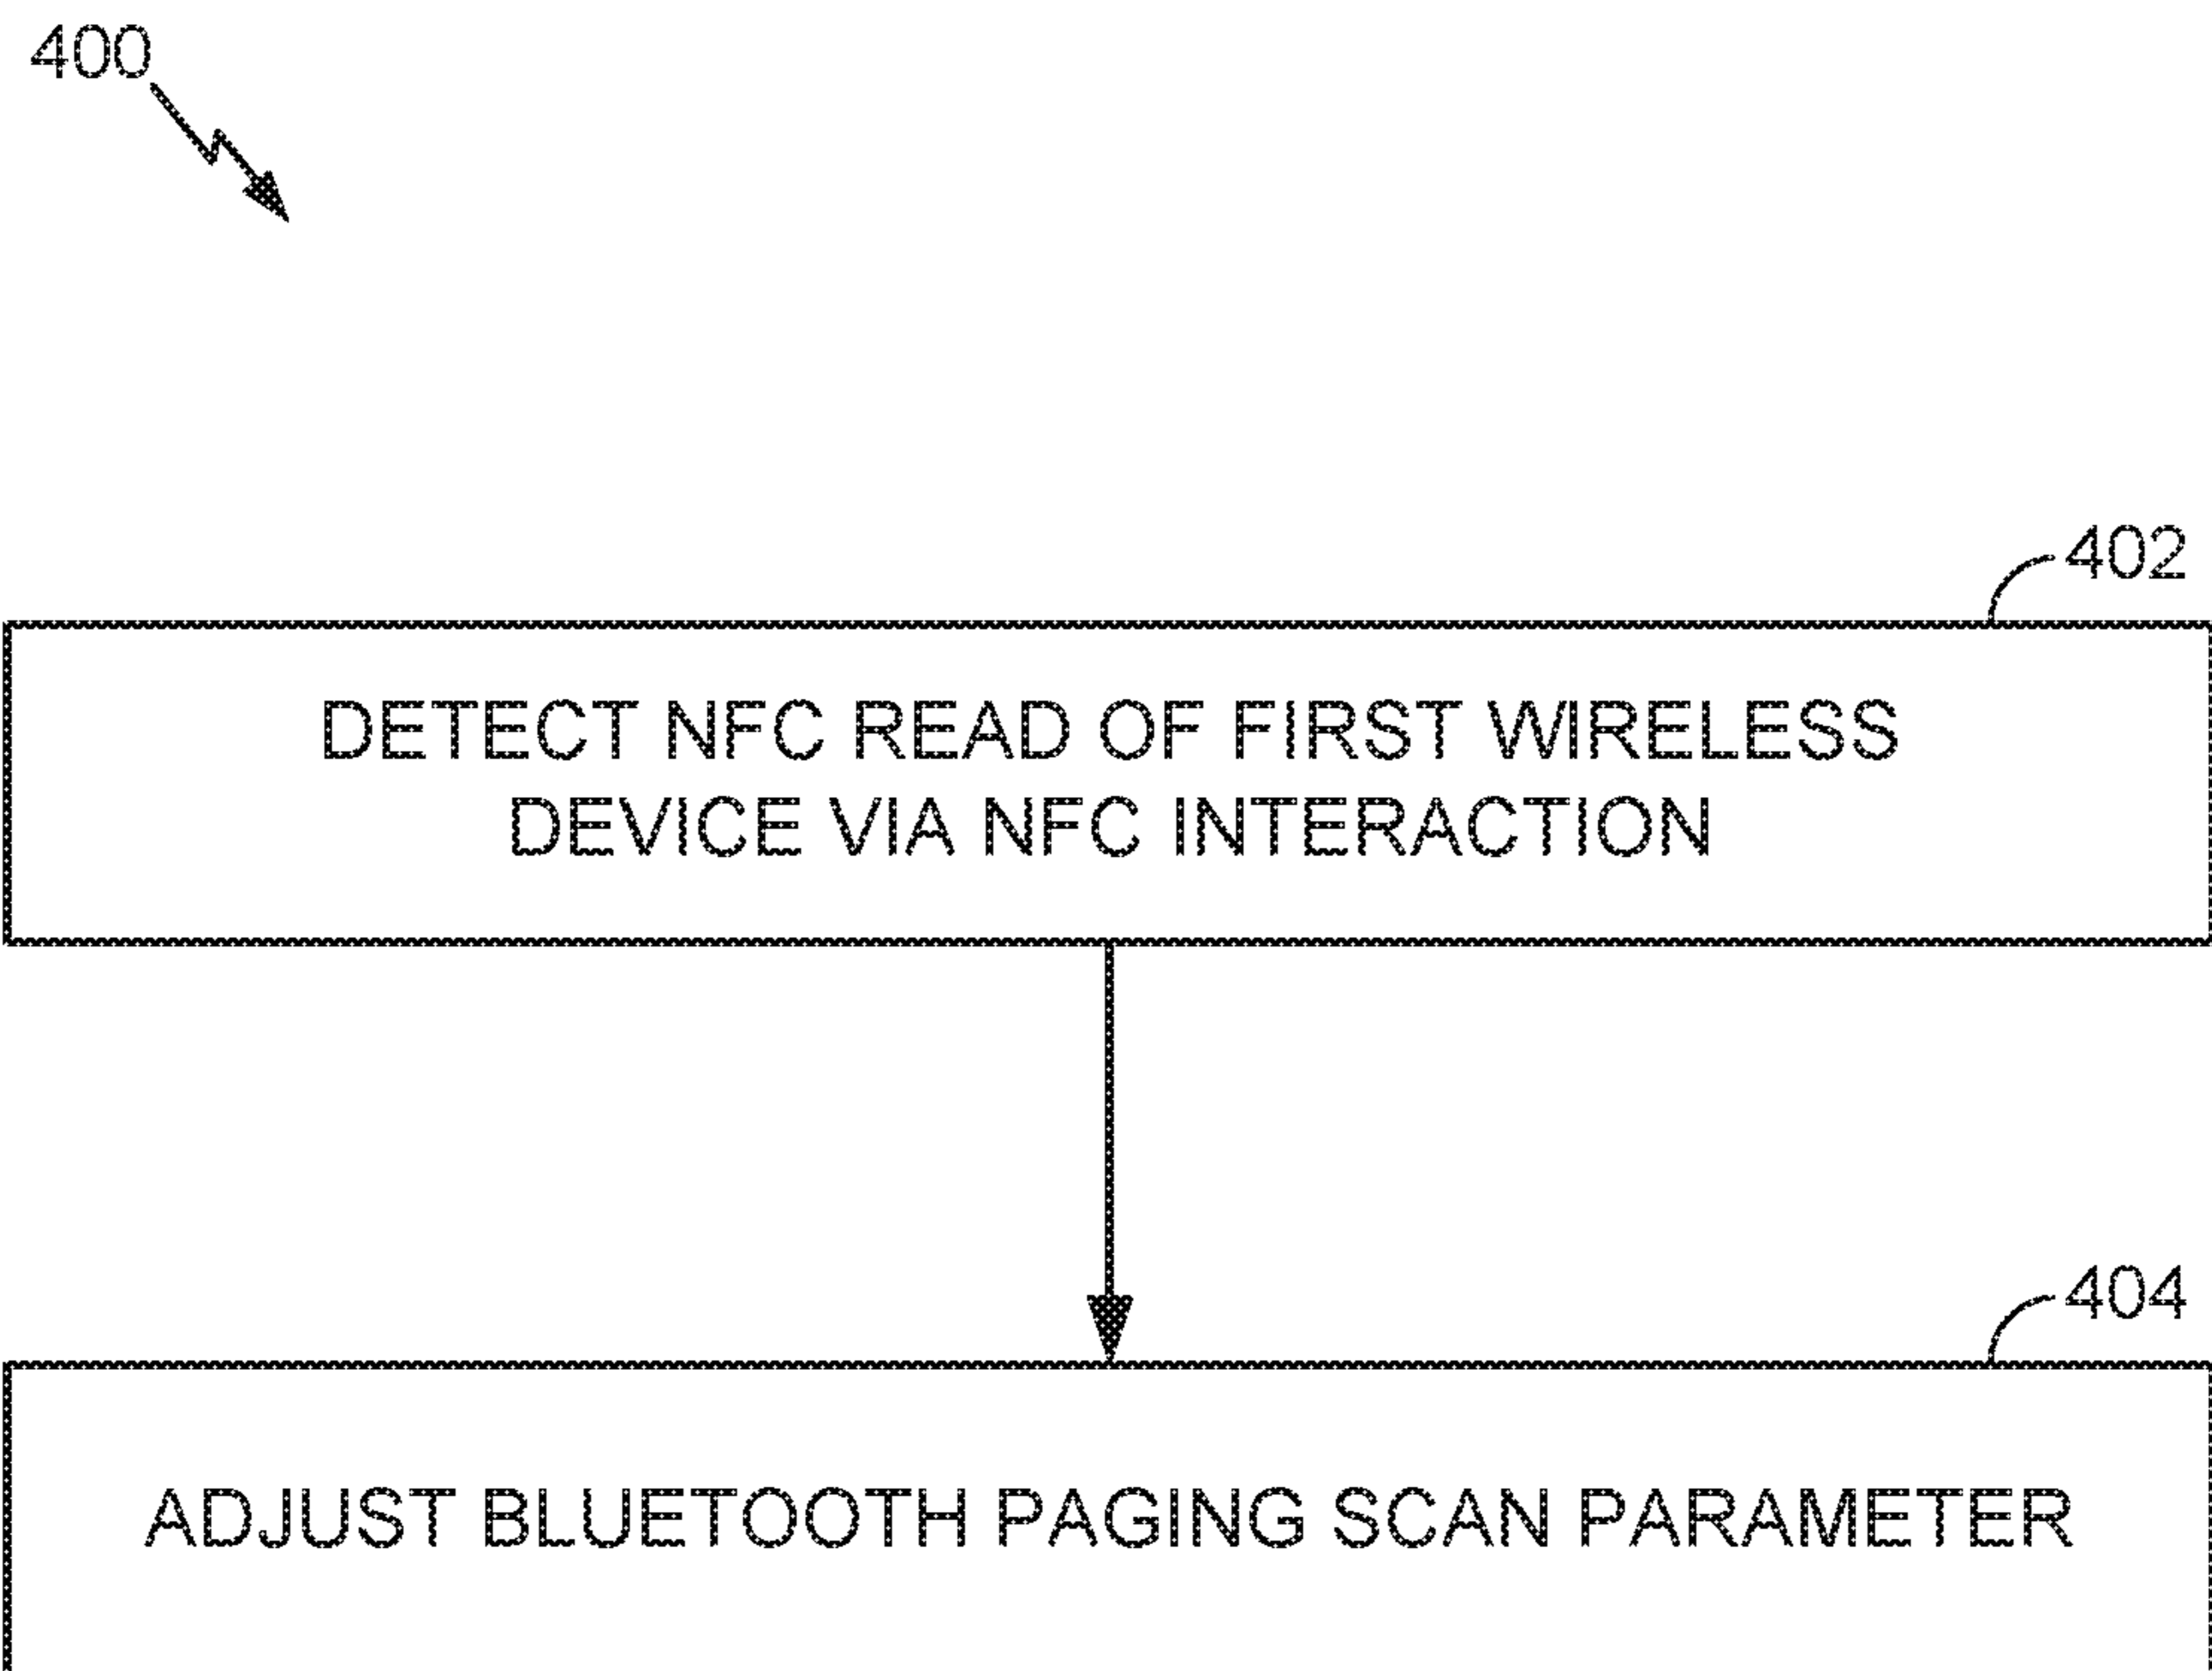 400
402
DETECT NFC READ OF FIRST WIRELESS
DEVICE VIA NFC INTERACTION
404
ADJUST BLUETOOTH PAGING SCAN PARAMETER